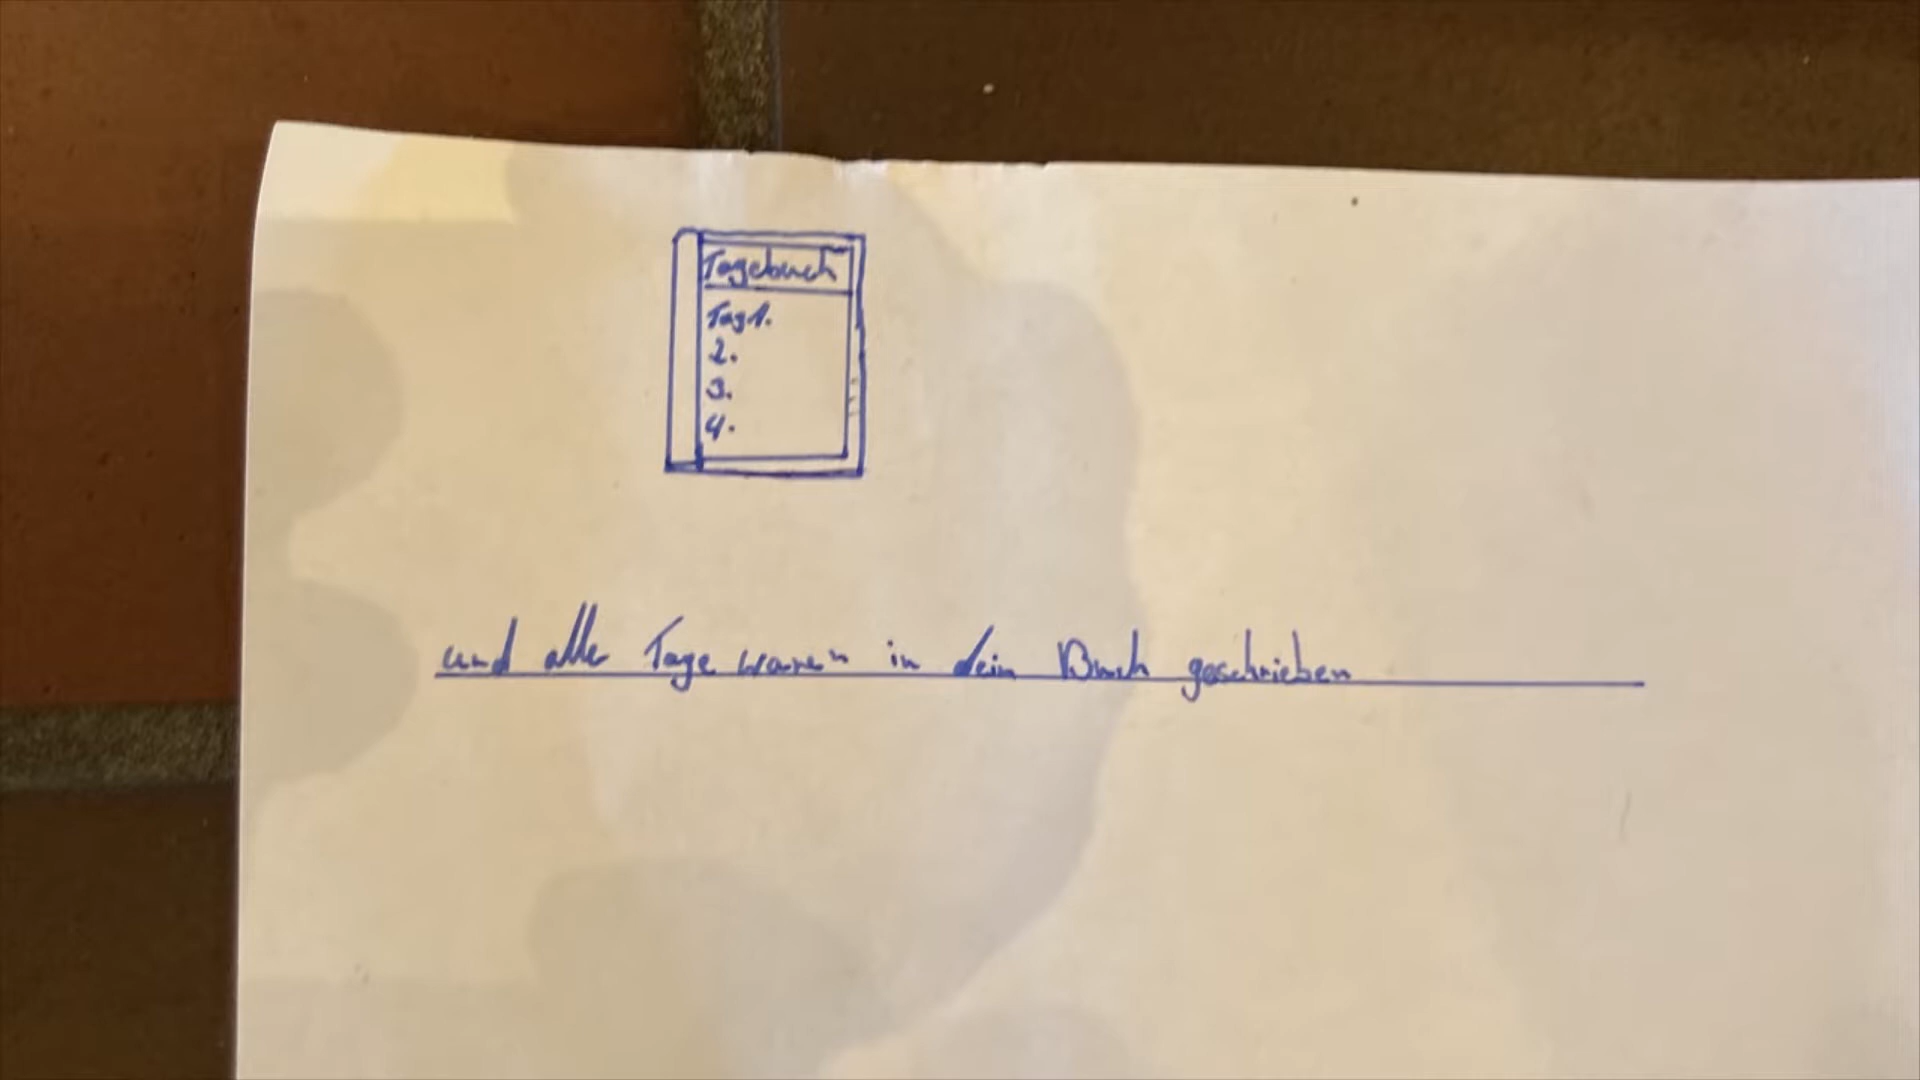 Tagebuch
Tag 1.
2.
3.
4.
und alle Tage waren in dein Buch geschrieben